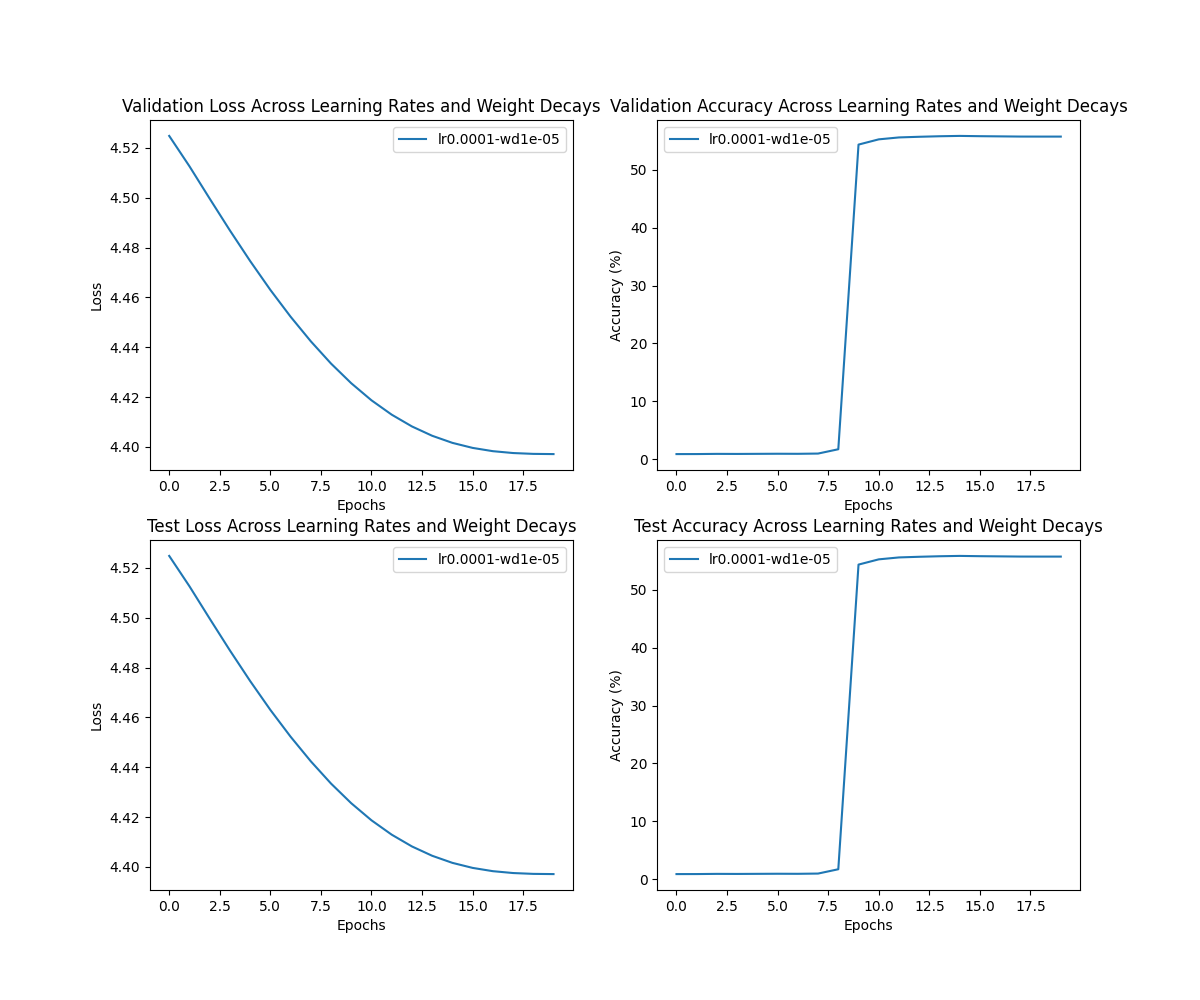 Validation Loss Across Learning Rates and Weight Decays
lr0.0001-wd1e-05
4.52
4.50
4.48
4.46
4.44
4.42
4.40
Loss
0.0 2.5 5.0 7.5 10.0 12.5 15.0 17.5
Epochs
Validation Accuracy Across Learning Rates and Weight Decays
lr0.0001-wd1e-05
50
40
30
20
10
0
Accuracy (%)
0.0 2.5 5.0 7.5 10.0 12.5 15.0 17.5
Epochs
Test Loss Across Learning Rates and Weight Decays
lr0.0001-wd1e-05
4.52
4.50
4.48
4.46
4.44
4.42
4.40
Loss
0.0 2.5 5.0 7.5 10.0 12.5 15.0 17.5
Epochs
Test Accuracy Across Learning Rates and Weight Decays
lr0.0001-wd1e-05
50
40
30
20
10
0
Accuracy (%)
0.0 2.5 5.0 7.5 10.0 12.5 15.0 17.5
Epochs